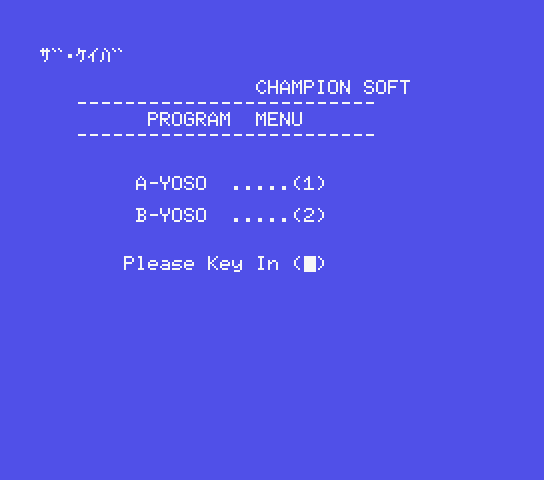 ｻﾞ･ｹｲﾊﾞ
CHAMPION SOFT
-------------------------
PROGRAM  MENU
-------------------------
A-YOSO  .....(1)
B-YOSO  .....(2)
Please Key In (█)